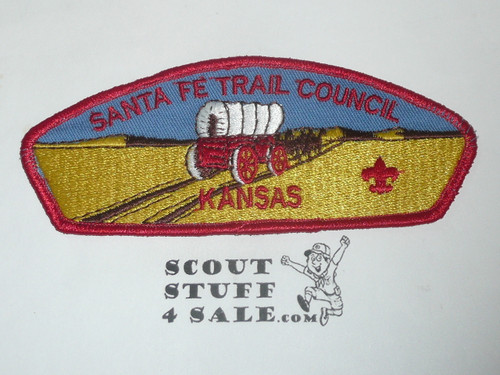 SANTA FE TRAIL COUNCIL
KANSAS
SCOUT
STUFF
4 SALE.com